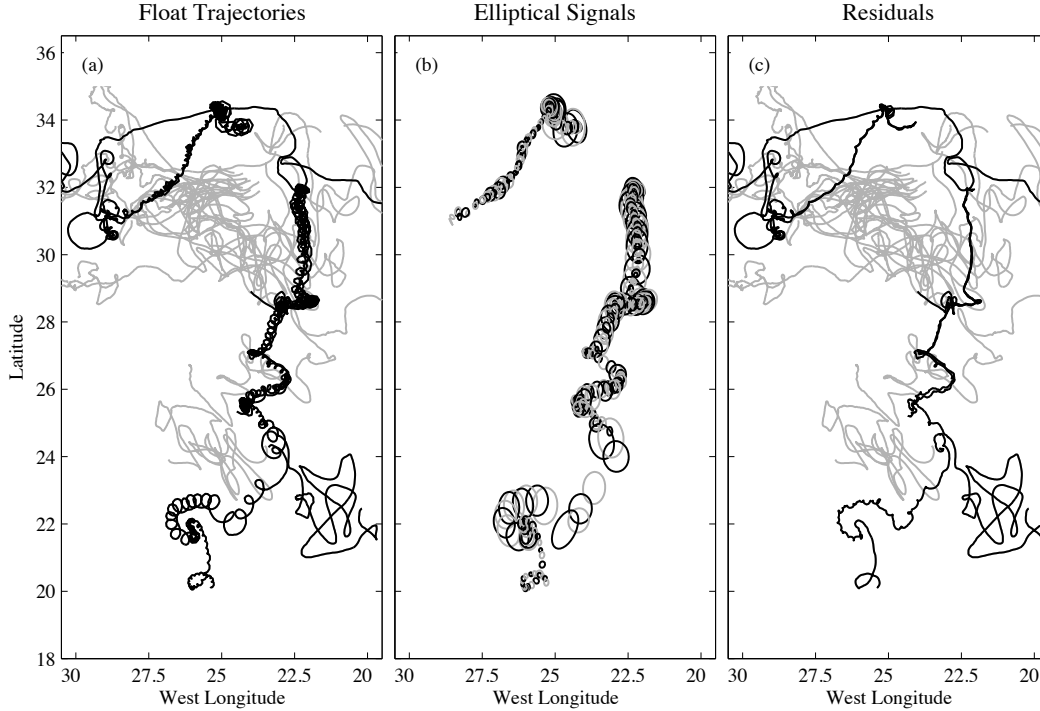 Float Trajectories
Elliptical Signals
Residuals
(a)
(b)
(c)
36
34
32
30
28
26
24
22
20
18
Latitude
30
27.5
25
22.5
20
30
27.5
25
22.5
20
30
27.5
25
22.5
20
West Longitude
West Longitude
West Longitude